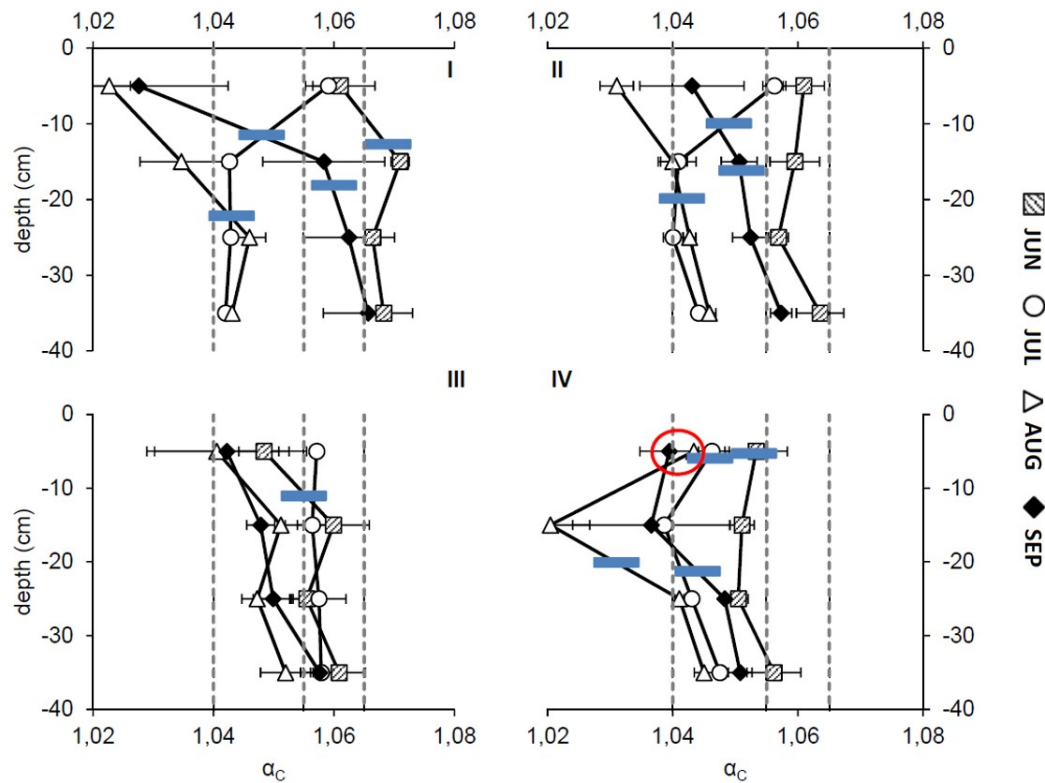 1,02 1,04 1,06 1,08 1,02 1,04 1,06 1,08
0 I II 0
-10 -10
depth (cm) -20 -20
-30 -30
-40 -40
III IV
0 0
-10 -10
depth (cm) -20 -20
-30 -30
-40 -40
1,02 1,04 1,06 1,08 1,02 1,04 1,06 1,08
α_C α_C
JUN
JUL
AUG
SEP